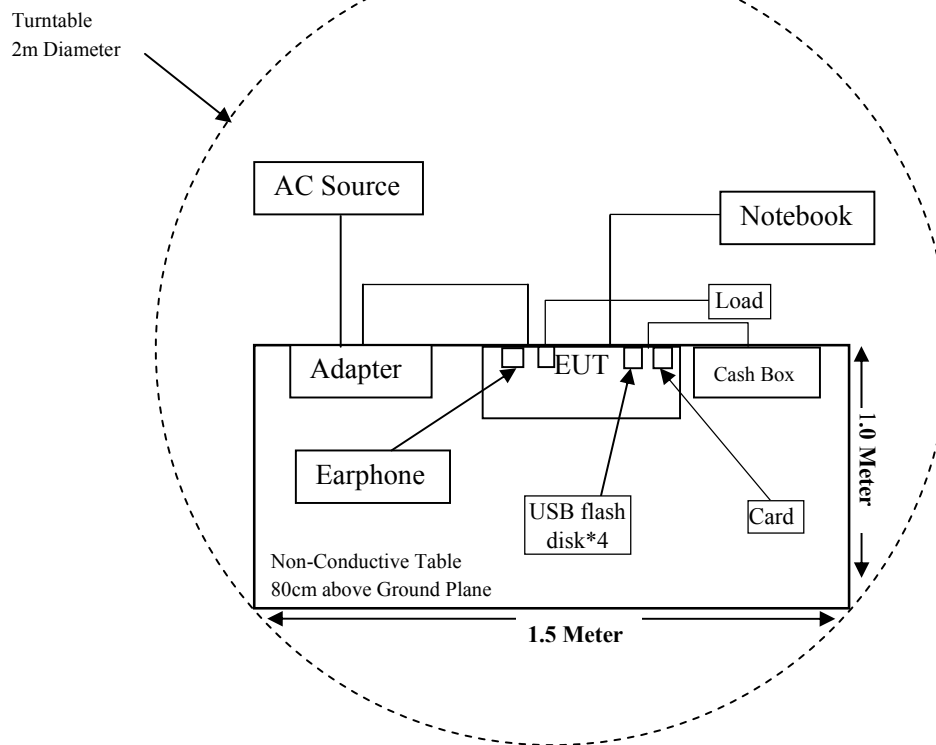 Turntable
2m Diameter
AC Source
Notebook
Load
Adapter
EUT
Cash Box
1.0 Meter
Earphone
USB flash
disk*4
Card
Non-Conductive Table
80cm above Ground Plane
1.5 Meter